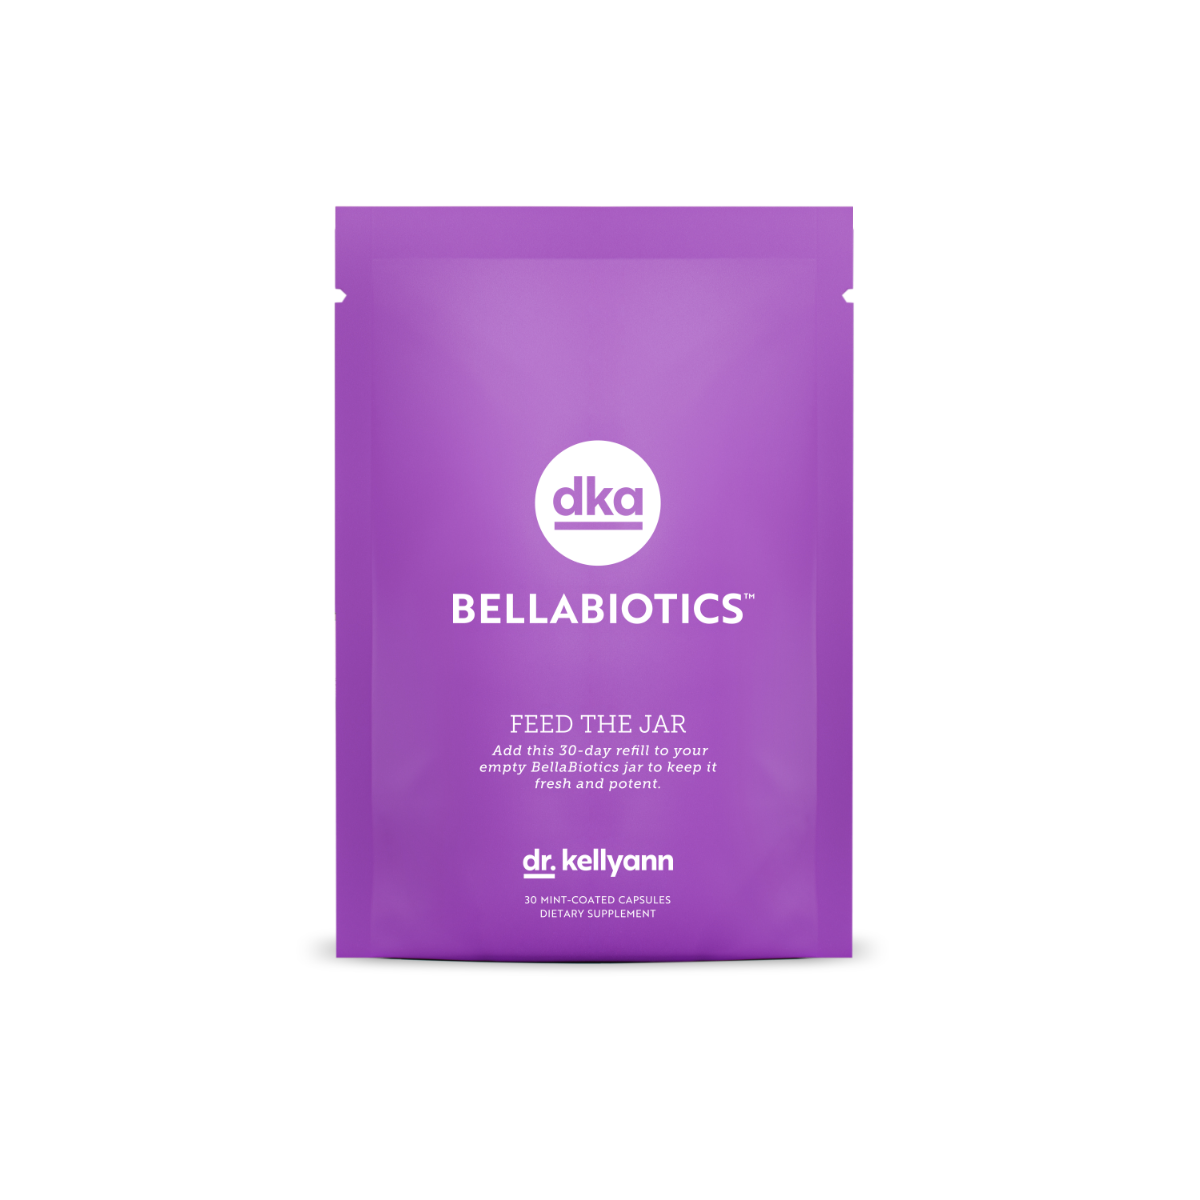 dka
BELLABIOTICS™
FEED THE JAR
Add this 30-day refill to your
empty BellaBiotics jar to keep it
fresh and potent.
dr. kellyann
30 MINT-COATED CAPSULES
DIETARY SUPPLEMENT